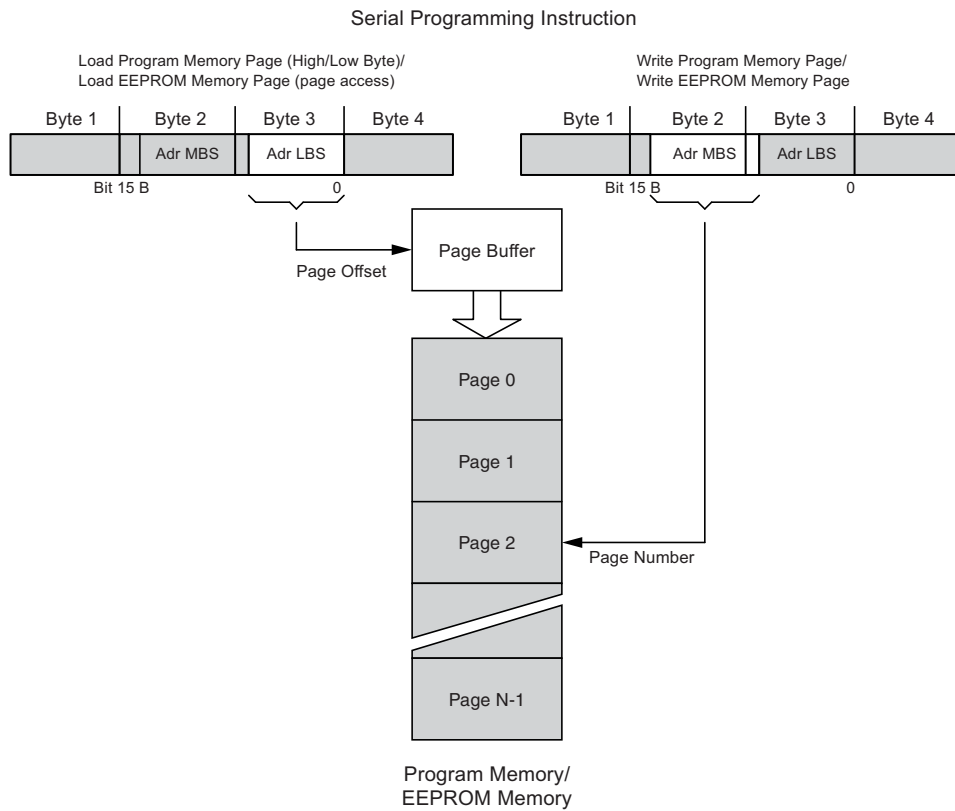 Serial Programming Instruction
Load Program Memory Page (High/Low Byte)/
Load EEPROM Memory Page (page access)
Byte 1 Byte 2 Byte 3 Byte 4
Adr MBS Adr LBS
Bit 15 B 0
Write Program Memory Page/
Write EEPROM Memory Page
Byte 1 Byte 2 Byte 3 Byte 4
Adr MBS Adr LBS
Bit 15 B 0
Page Offset
Page Buffer
Page 0
Page 1
Page 2
Page Number
Page N-1
Program Memory/
EEPROM Memory